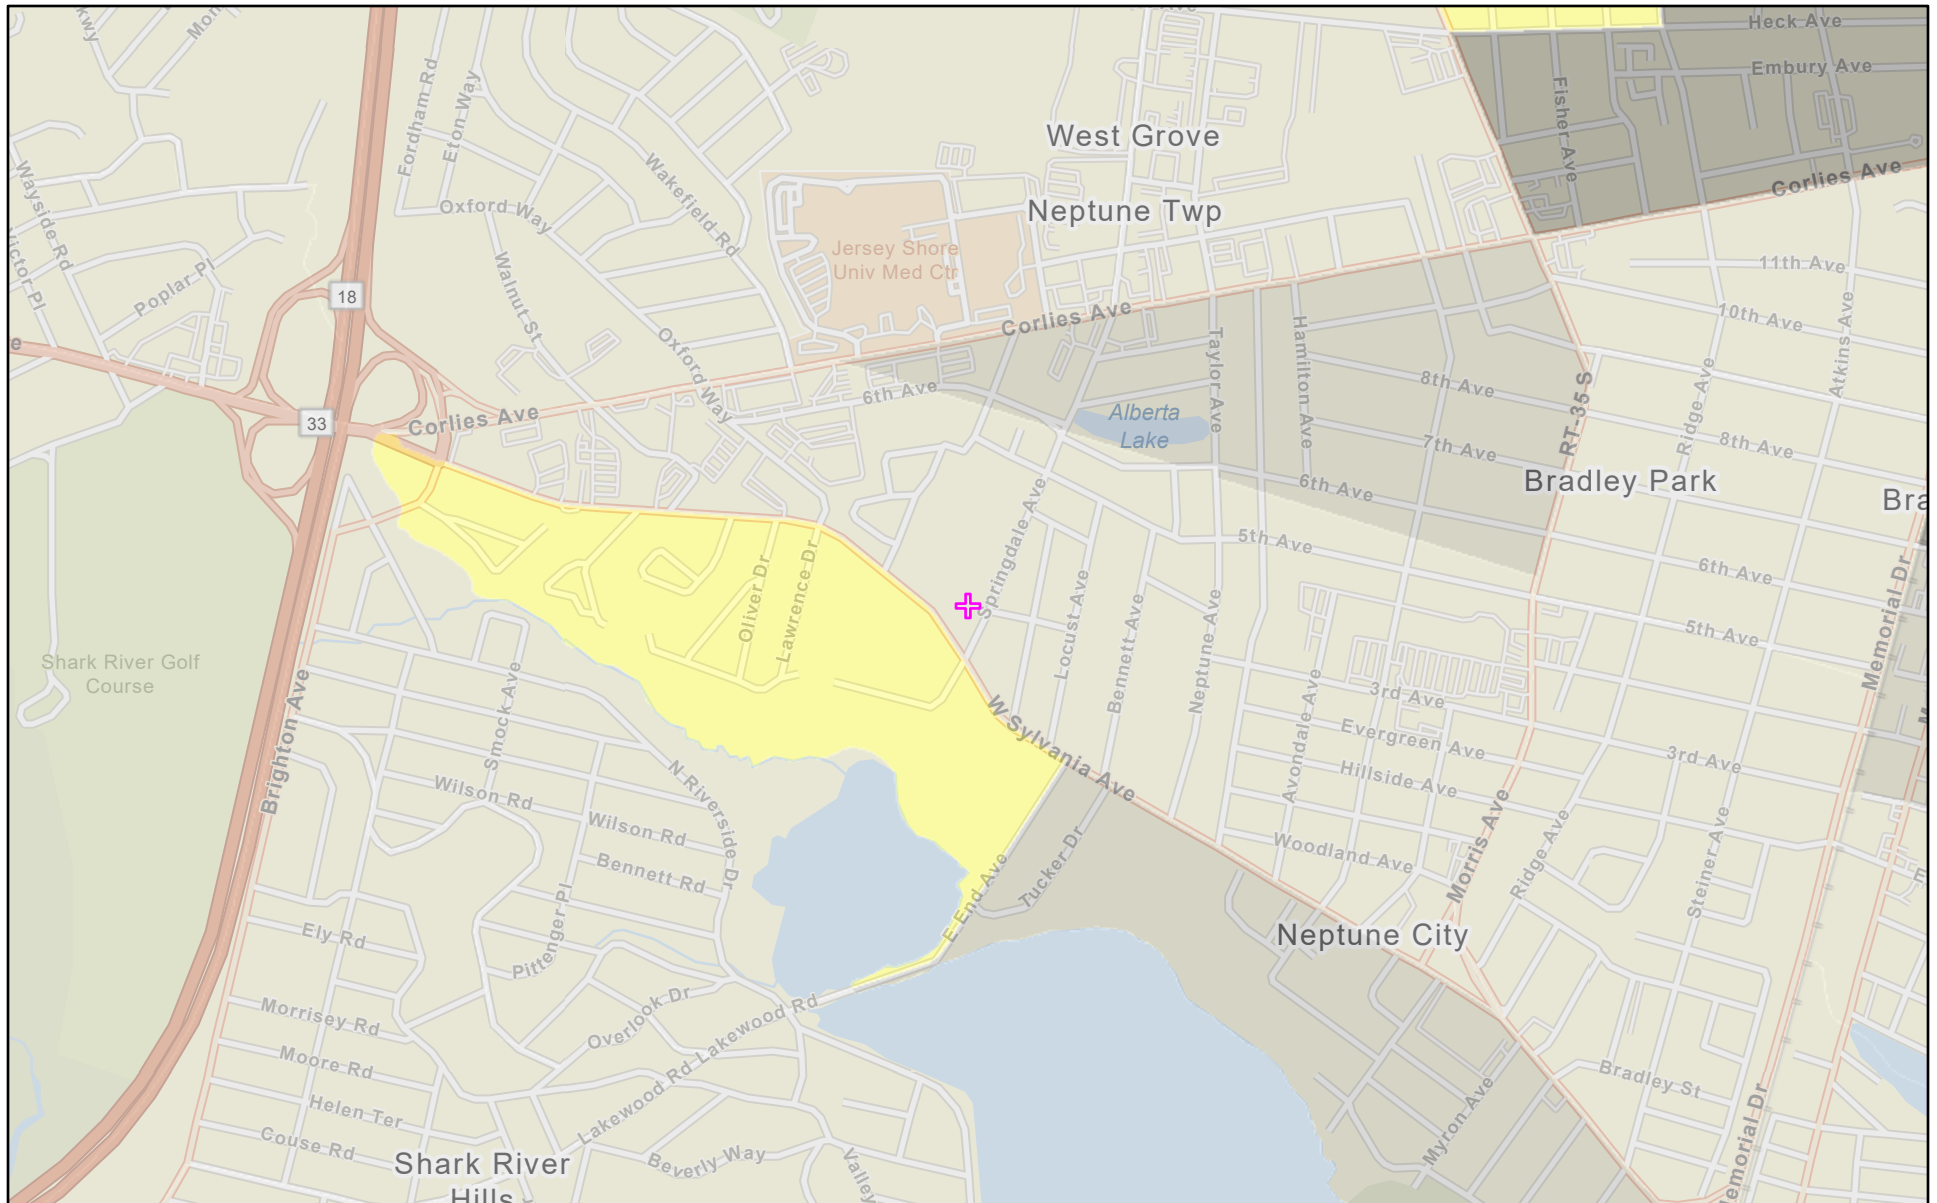 Heck Ave
Embury Ave
Fisher Ave
Corlies Ave
West Grove
Neptune Twp
Fordham Rd
Eton Way
Wakefield Rd
Oxford Way
Wayside Rd
Poplar Pl
Walnut St
Jersey Shore
Univ Med Ctr
18
33
Corlies Ave
Corlies Ave
Oxford Way
6th Ave
Taylor Ave
Hamilton Ave
Alberta
Lake
11th Ave
10th Ave
Atkins Ave
8th Ave
RT-35 S
Ridge Ave
8th Ave
7th Ave
6th Ave
Bradley Park
5th Ave
6th Ave
5th Ave
Memorial Dr
Springdale Ave
Locust Ave
Bennett Ave
Neptune Ave
Oliver Dr
Lawrence Dr
Shark River Golf
Course
Brighton Ave
Smock Ave
W Sylvania Ave
3rd Ave
Evergreen Ave
Hillside Ave
3rd Ave
Avondale Ave
Woodland Ave
Morris Ave
Ridge Ave
Steiner Ave
Wilson Rd
Wilson Rd
Bennett Rd
N Riverside Dr
Pittenger Pl
E End Ave
Tucker Dr
Neptune City
Ely Rd
Morrisey Rd
Moore Rd
Helen Ter
Couse Rd
Overlook Dr
Lakewood Rd
Lakewood Rd
Beverly Way
Valley
Shark River
Hills
Myron Ave
Bradley St
Memorial Dr